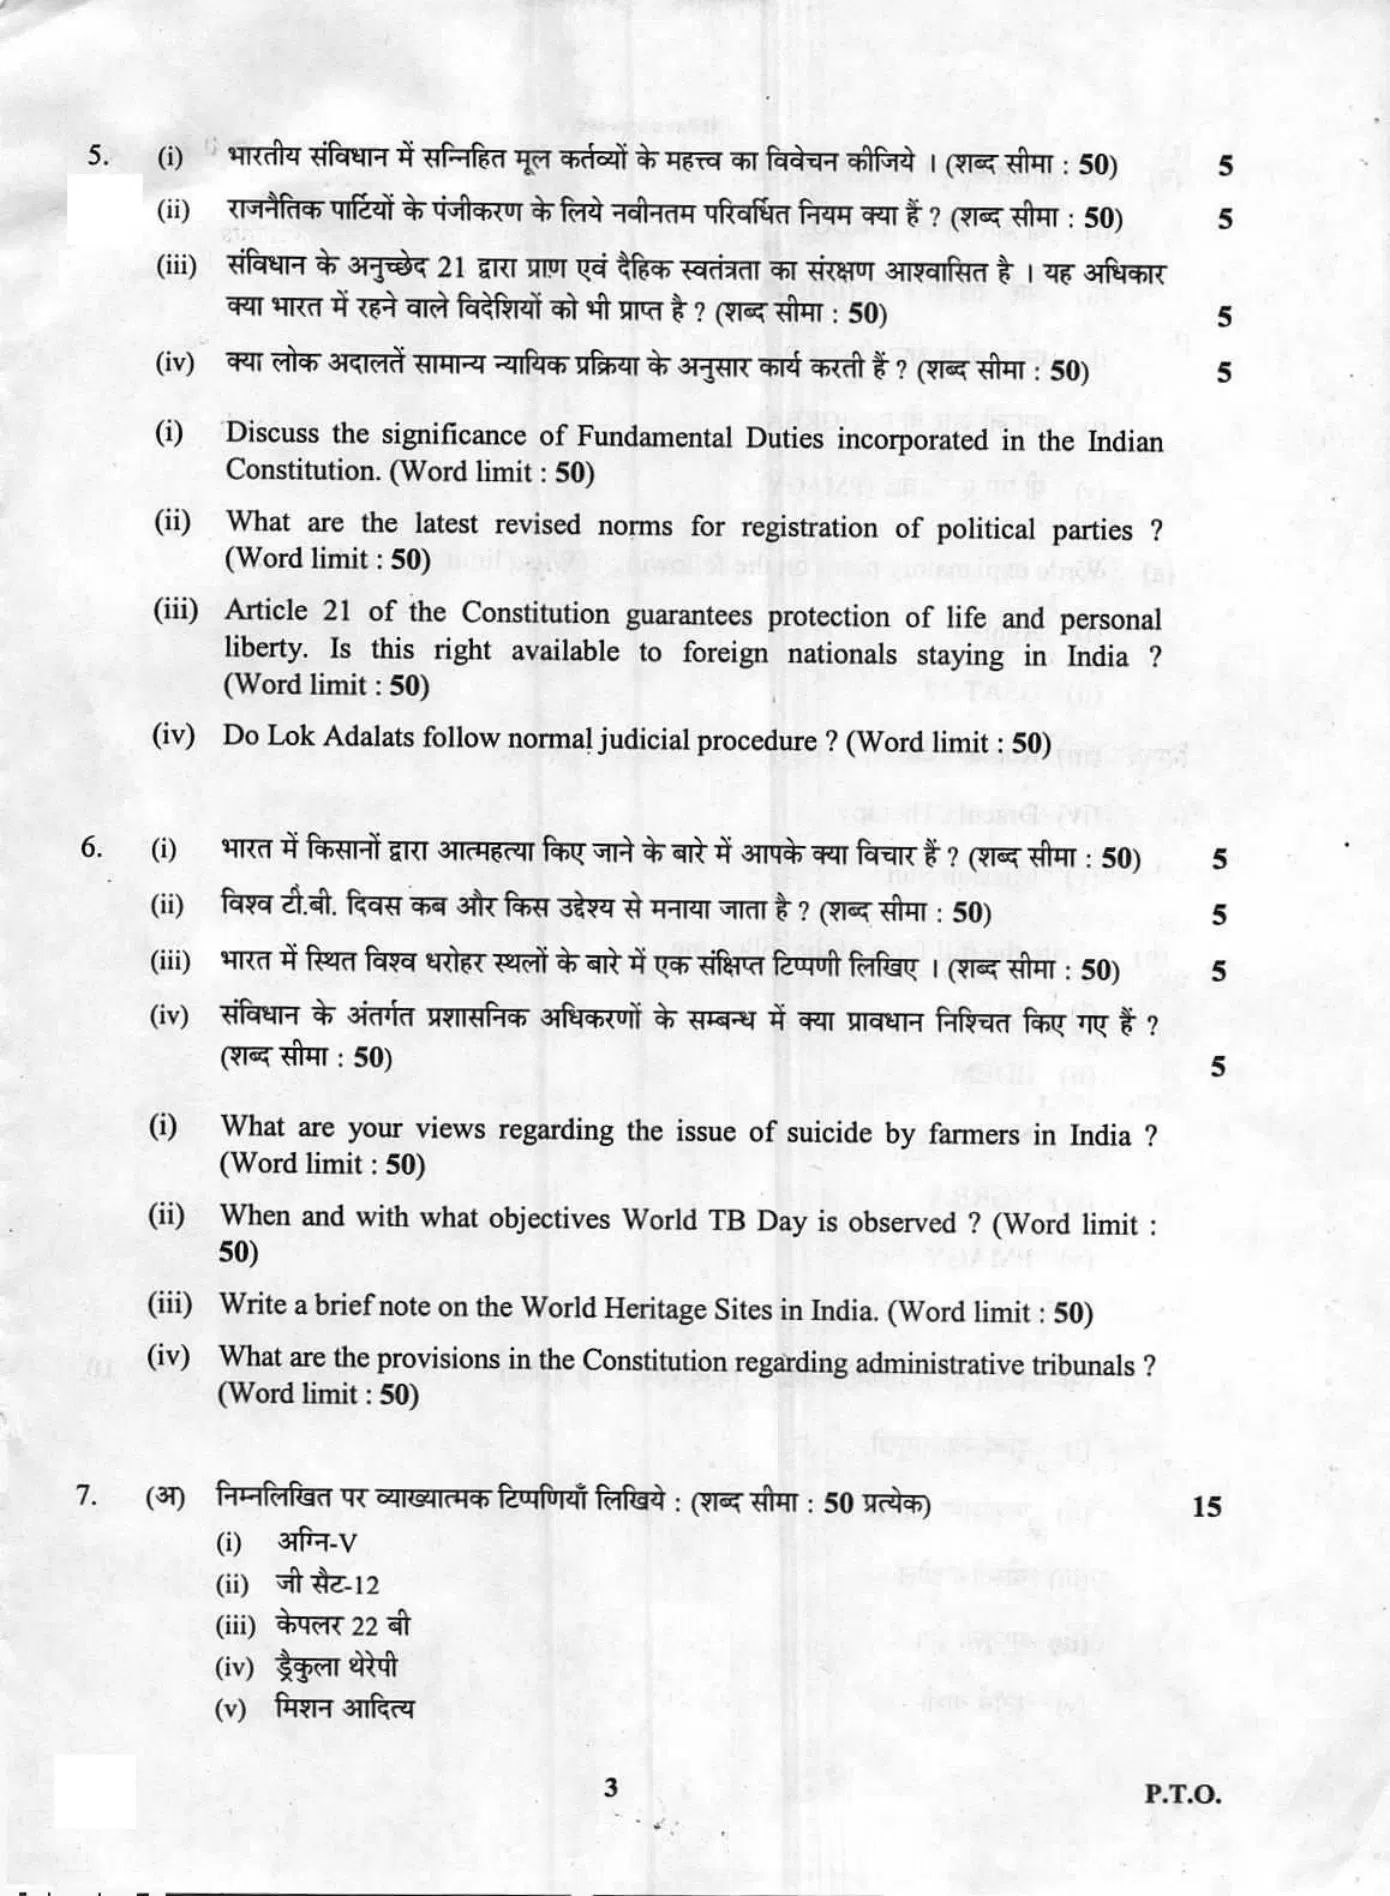 5. (i) भारतीय संविधान में सन्निहित मूल कर्तव्यों के महत्त्व का विवेचन कीजिये । (शब्द सीमा : 50) 5
(ii) राजनैतिक पार्टियों के पंजीकरण के लिये नवीनतम परिवर्धित नियम क्या हैं ? (शब्द सीमा : 50) 5
(iii) संविधान के अनुच्छेद 21 द्वारा प्राण एवं दैहिक स्वतंत्रता का संरक्षण आश्वासित है । यह अधिकार
क्या भारत में रहने वाले विदेशियों को भी प्राप्त है ? (शब्द सीमा : 50) 5
(iv) क्या लोक अदालतें सामान्य न्यायिक प्रक्रिया के अनुसार कार्य करती हैं ? (शब्द सीमा : 50) 5
(i) Discuss the significance of Fundamental Duties incorporated in the Indian
Constitution. (Word limit : 50)
(ii) What are the latest revised norms for registration of political parties ?
(Word limit : 50)
(iii) Article 21 of the Constitution guarantees protection of life and personal
liberty. Is this right available to foreign nationals staying in India ?
(Word limit : 50)
(iv) Do Lok Adalats follow normal judicial procedure ? (Word limit : 50)
6. (i) भारत में किसानों द्वारा आत्महत्या किए जाने के बारे में आपके क्या विचार हैं ? (शब्द सीमा : 50) 5
(ii) विश्व टी.बी. दिवस कब और किस उद्देश्य से मनाया जाता है ? (शब्द सीमा : 50) 5
(iii) भारत में स्थित विश्व धरोहर स्थलों के बारे में एक संक्षिप्त टिप्पणी लिखिए । (शब्द सीमा : 50) 5
(iv) संविधान के अंतर्गत प्रशासनिक अधिकरणों के सम्बन्ध में क्या प्रावधान निश्चित किए गए हैं ?
(शब्द सीमा : 50) 5
(i) What are your views regarding the issue of suicide by farmers in India ?
(Word limit : 50)
(ii) When and with what objectives World TB Day is observed ? (Word limit :
50)
(iii) Write a brief note on the World Heritage Sites in India. (Word limit : 50)
(iv) What are the provisions in the Constitution regarding administrative tribunals ?
(Word limit : 50)
7. (अ) निम्नलिखित पर व्याख्यात्मक टिप्पणियाँ लिखिये : (शब्द सीमा : 50 प्रत्येक) 15
(i) अग्नि-V
(ii) जी सैट-12
(iii) केपलर 22 बी
(iv) ड्रैकुला थेरेपी
(v) मिशन आदित्य
3 P.T.O.